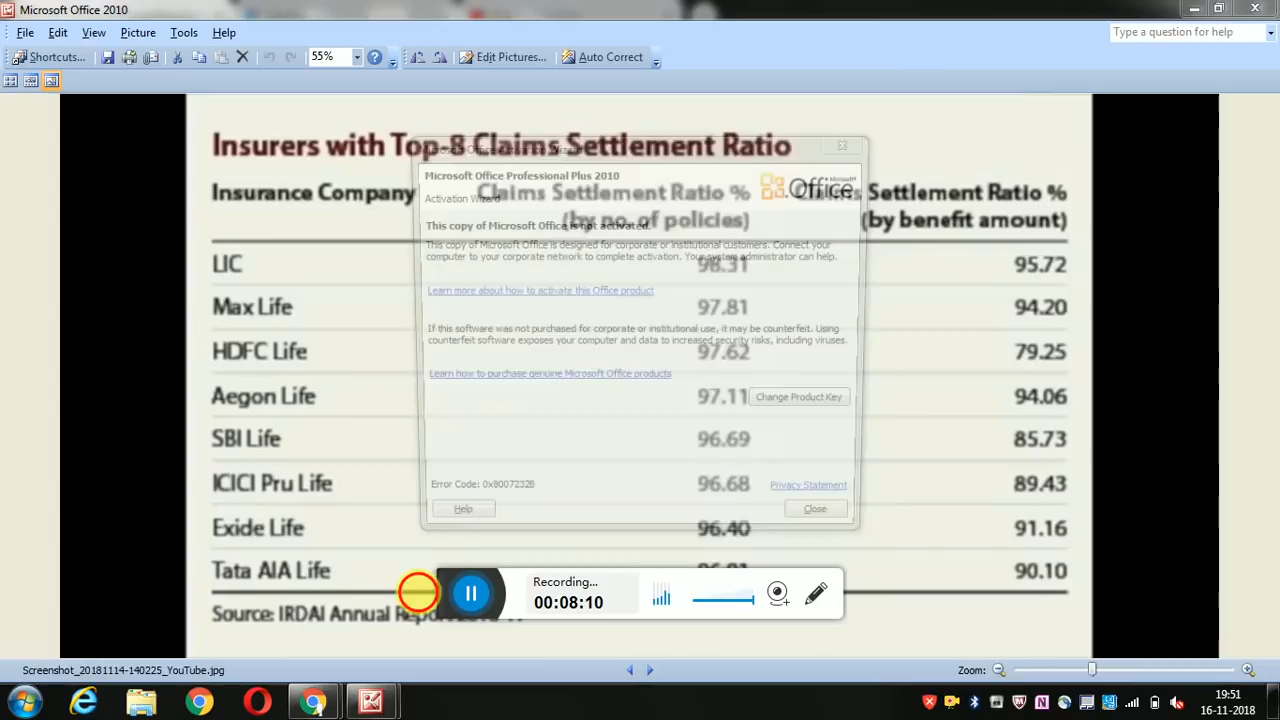 Microsoft Office 2010
File Edit View Picture Tools Help
Type a question for help
Shortcuts... 55% Edit Pictures... Auto Correct
Insurers with Top-8 Claims Settlement Ratio
Microsoft Office Activation Wizard
Microsoft Office Professional Plus 2010
Microsoft
Office
Activation Wizard
Insurance Company Claims Settlement Ratio % Claims Settlement Ratio %
(by no. of policies) (by benefit amount)
This copy of Microsoft Office is not activated.
This copy of Microsoft Office is designed for corporate or institutional customers. Connect your
computer to your corporate network to complete activation. Your system administrator can help.
LIC 98.31 95.72
Learn more about how to activate this Office product
Max Life 97.81 94.20
If this software was not purchased for corporate or institutional use, it may be counterfeit. Using
counterfeit software exposes your computer and data to increased security risks, including viruses.
HDFC Life 97.62 79.25
Learn how to purchase genuine Microsoft Office products
Aegon Life 97.11 94.06
Change Product Key
SBI Life 96.69 85.73
ICICI Pru Life 96.68 89.43
Error Code: 0x8007232B Privacy Statement
Help Close
Exide Life 96.40 91.16
Tata AIA Life 90.10
Recording...
00:08:10
Source: IRDAI Annual
Screenshot_20181114-140225_YouTube.jpg Zoom:
19:51
16-11-2018